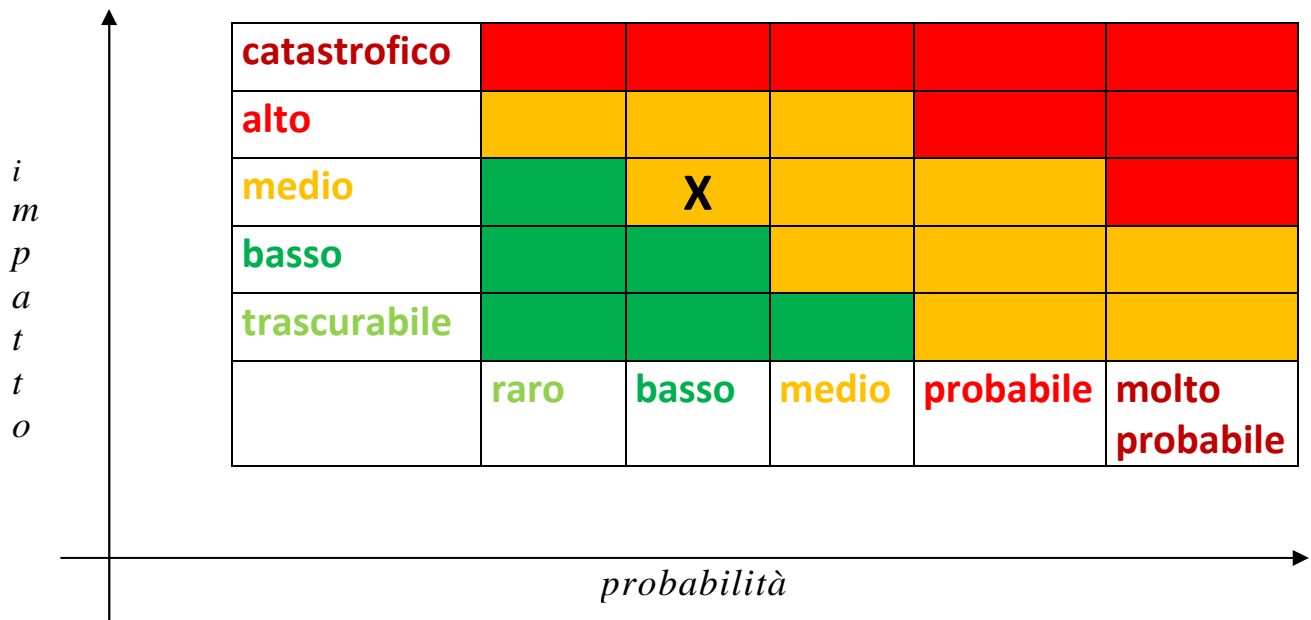 catastrofico
alto
medio
X
basso
trascurabile
raro
basso
medio
probabile
molto
probabile
i
m
p
a
t
t
o
probabilità